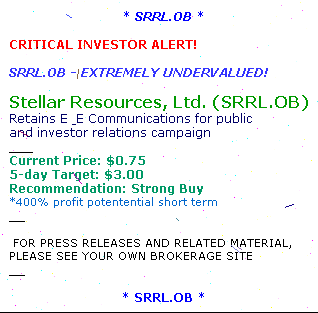 * SRRL.OB *
CRITICAL INVESTOR ALERT!
SRRL.OB - EXTREMELY UNDERVALUED!
Stellar Resources, Ltd. (SRRL.OB)
Retains E_E Communications for public
and investor relations campaign
Current Price: $0.75
5-day Target: $3.00
Recommendation: Strong Buy
*400% profit potentential short term
FOR PRESS RELEASES AND RELATED MATERIAL,
PLEASE SEE YOUR OWN BROKERAGE SITE
* SRRL.OB *